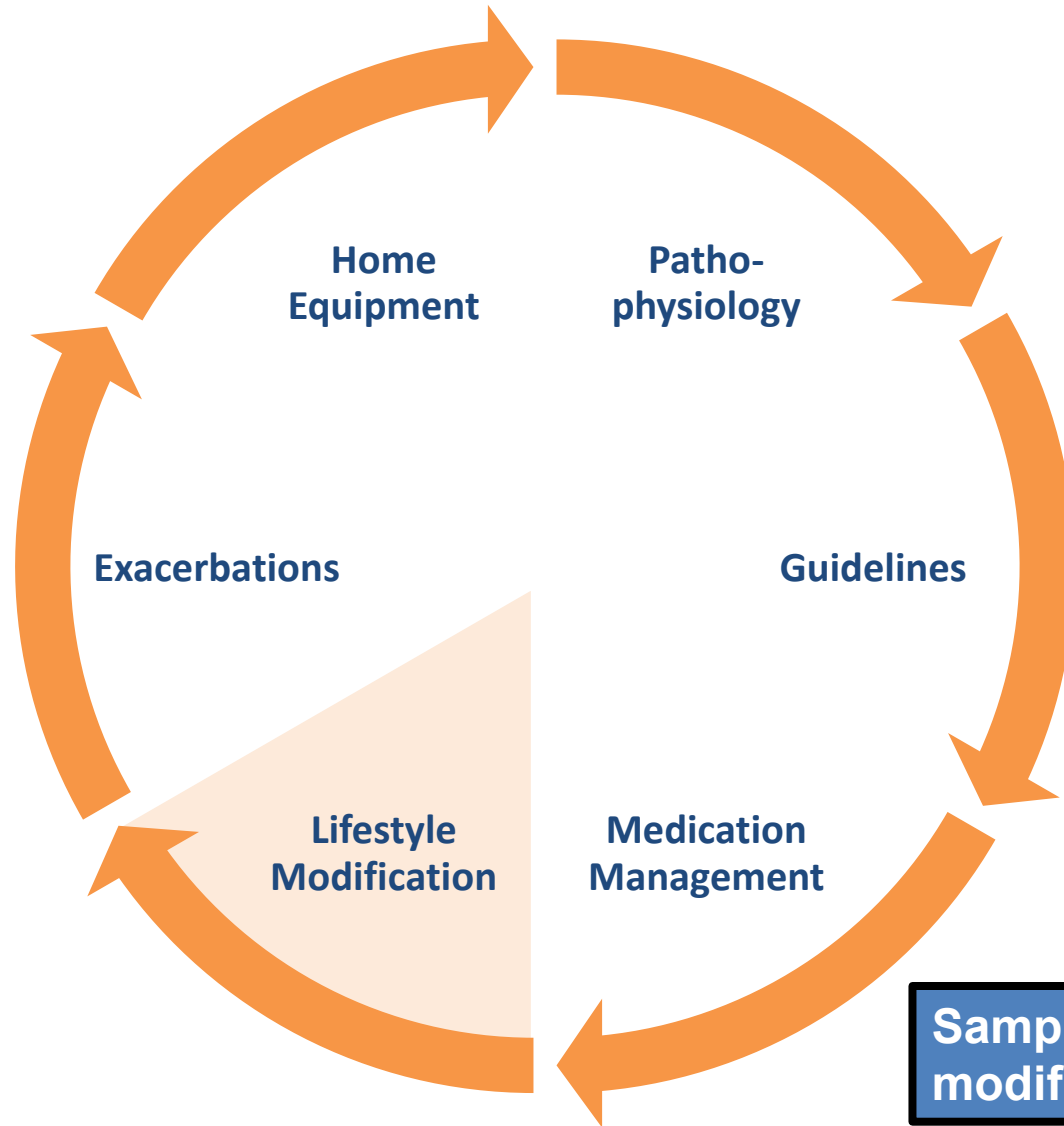 Home
Equipment
Patho-
physiology
Exacerbations
Guidelines
Lifestyle
Modification
Medication
Management
Samp
modif